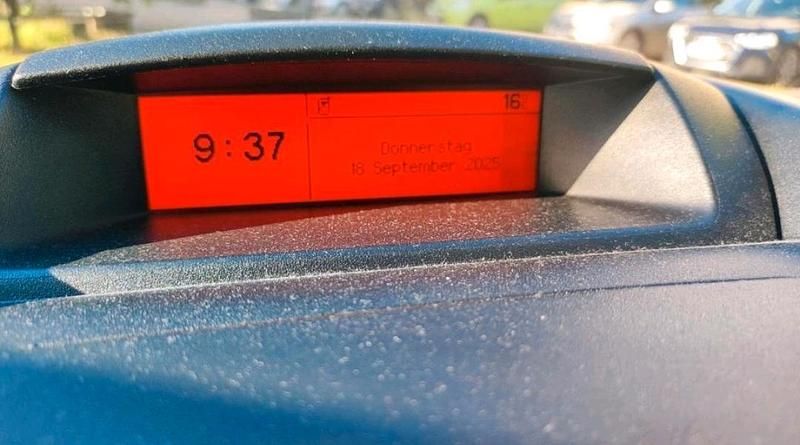 16
9:37
Donnerstag
18 September 2025